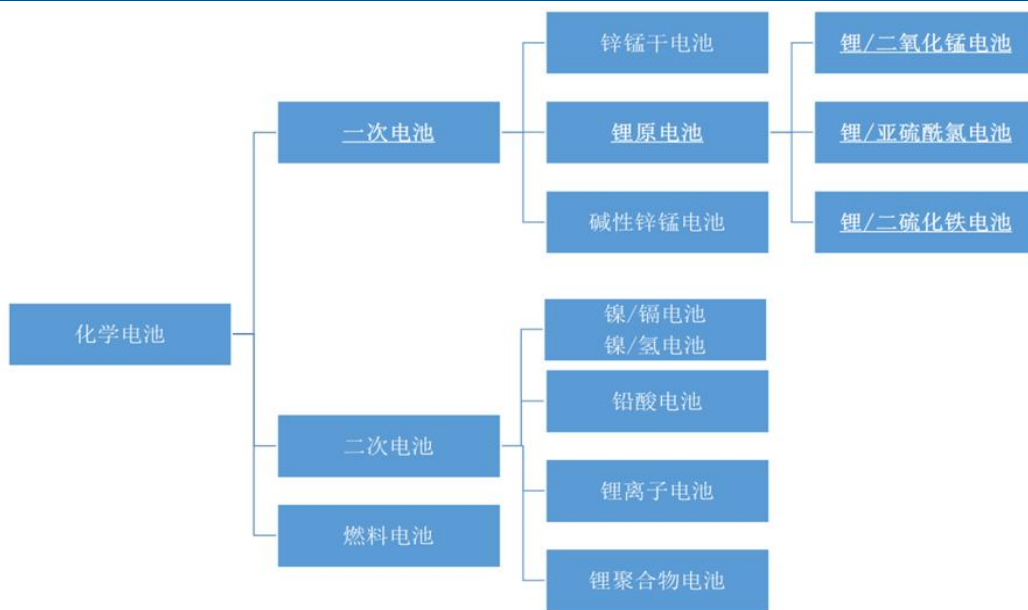 化学电池
一次电池
锌锰干电池
锂原电池
锂/二氧化锰电池
锂/亚硫酰氯电池
锂/二硫化铁电池
碱性锌锰电池
二次电池
镍/镉电池
镍/氢电池
铅酸电池
锂离子电池
锂聚合物电池
燃料电池